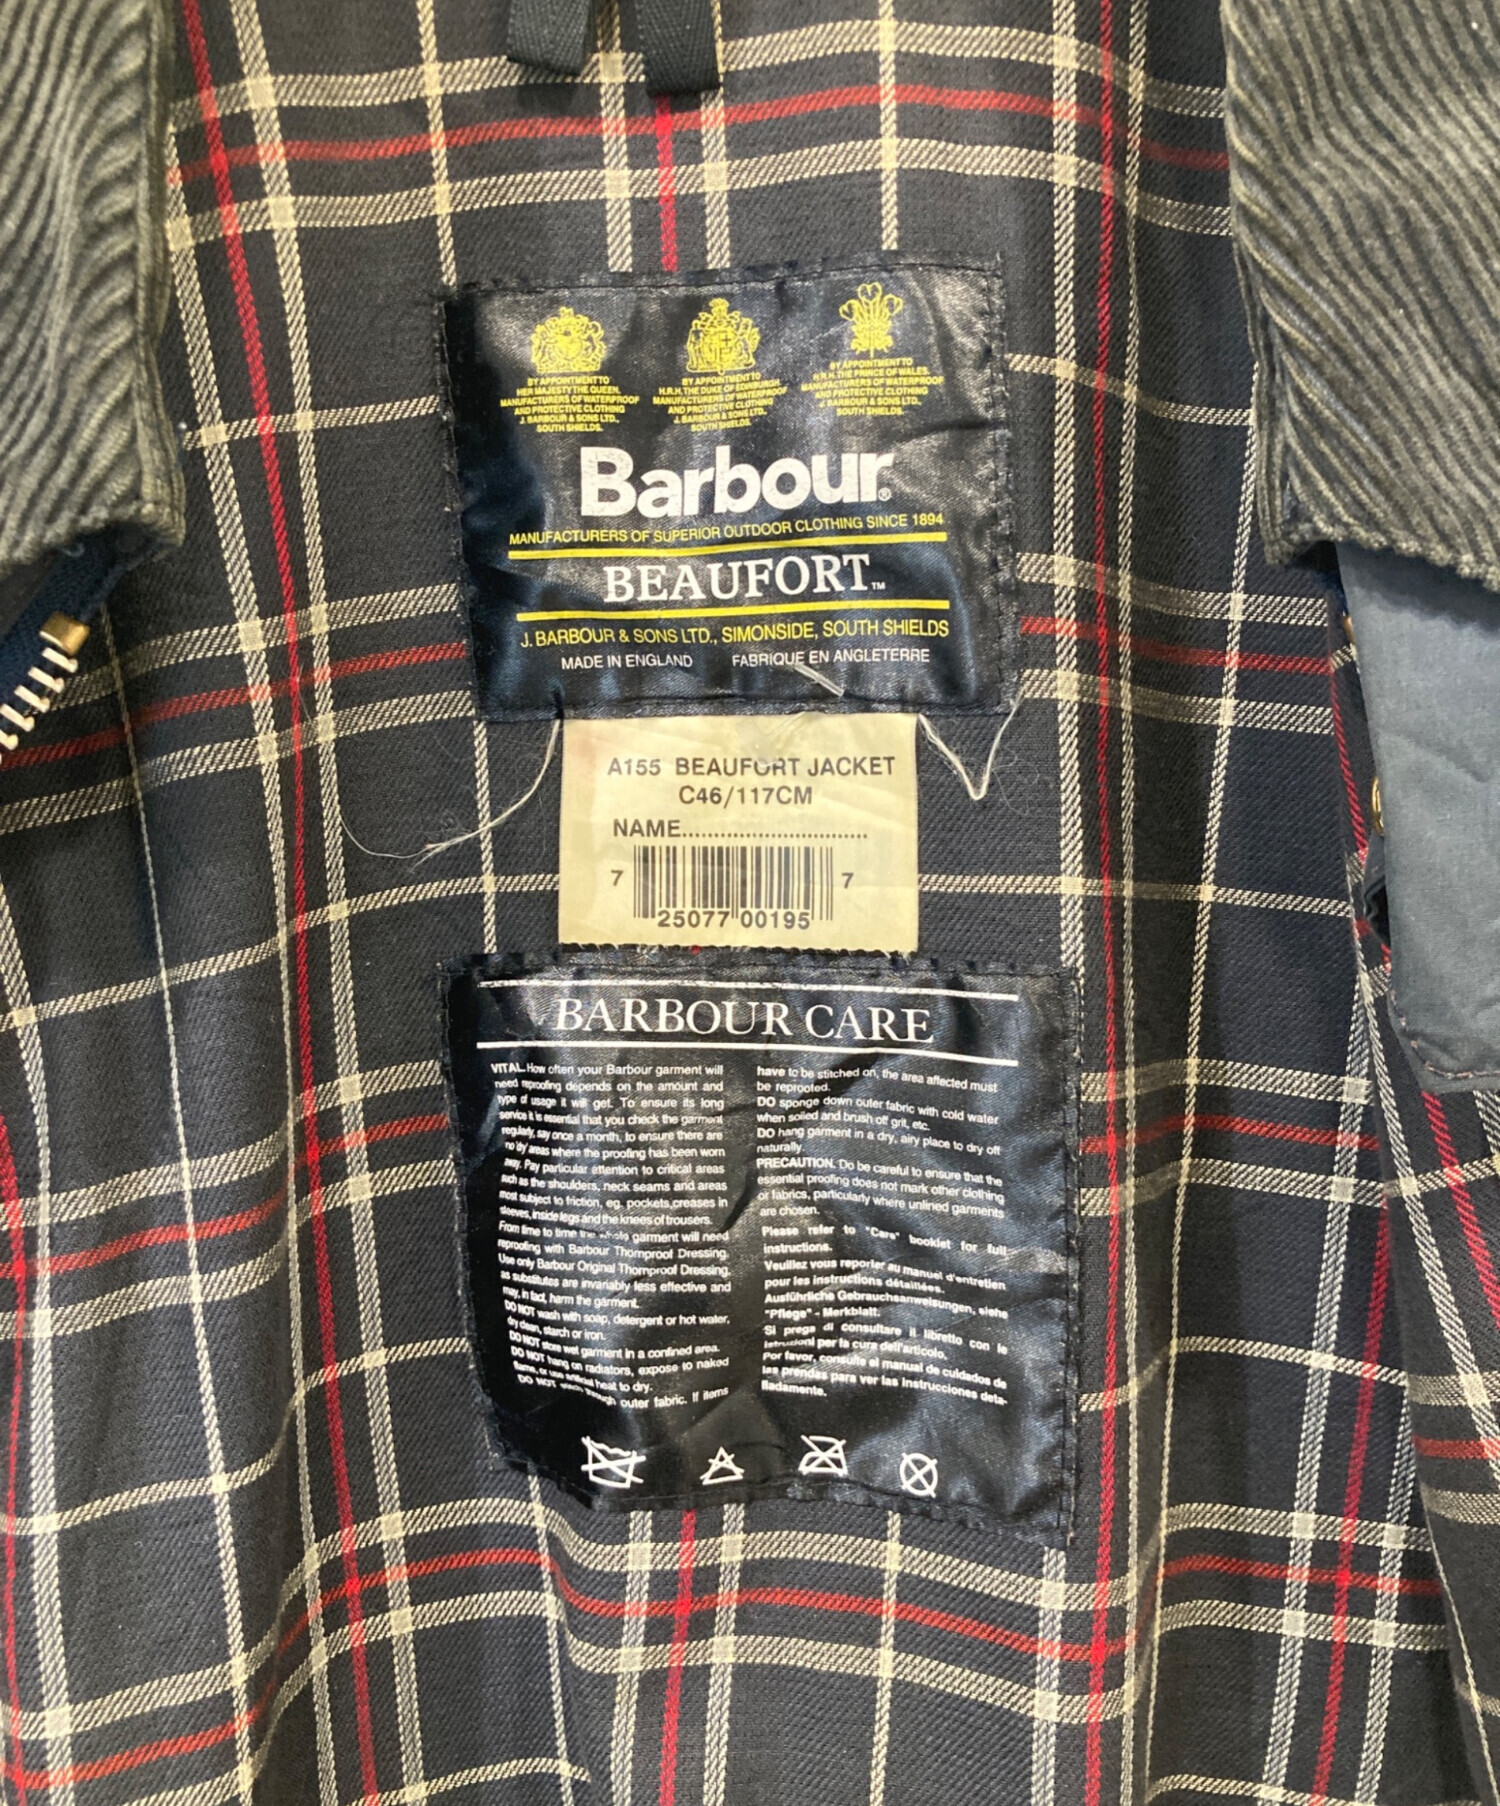 BY APPOINTMENT TO
HER MAJESTY THE QUEEN,
MANUFACTURERS OF WATERPROOF
AND PROTECTIVE CLOTHING
J. BARBOUR & SONS LTD.,
SOUTH SHIELDS.
BY APPOINTMENT TO
H.R.H. THE DUKE OF EDINBURGH,
MANUFACTURERS OF WATERPROOF
AND PROTECTIVE CLOTHING
J. BARBOUR & SONS LTD.,
SOUTH SHIELDS.
BY APPOINTMENT TO
H.R.H. THE PRINCE OF WALES,
MANUFACTURERS OF WATERPROOF
AND PROTECTIVE CLOTHING
J. BARBOUR & SONS LTD.,
SOUTH SHIELDS.
Barbour®
MANUFACTURERS OF SUPERIOR OUTDOOR CLOTHING SINCE 1894
BEAUFORT™
J. BARBOUR & SONS LTD., SIMONSIDE, SOUTH SHIELDS
MADE IN ENGLAND FABRIQUE EN ANGLETERRE
A155 BEAUFORT JACKET
C46/117CM
NAME..............................
7 25077 00195 7
BARBOUR CARE
VITAL. How often your Barbour garment will
need reproofing depends on the amount and
type of usage it will get. To ensure its long
service it is essential that you check the garment
regularly, say once a month, to ensure there are
no 'dry' areas where the proofing has been worn
away. Pay particular attention to critical areas
such as the shoulders, neck seams and areas
most subject to friction, eg. pockets, creases in
sleeves, inside legs and the knees of trousers.
From time to time the whole garment will need
reproofing with Barbour Thornproof Dressing.
Use only Barbour Original Thornproof Dressing,
as substitutes are invariably less effective and
may, in fact, harm the garment.
DO NOT wash with soap, detergent or hot water,
dry clean, starch or iron.
DO NOT store wet garment in a confined area.
DO NOT hang on radiators, expose to naked
flame, or use artificial heat to dry.
DO NOT stitch through outer fabric. If items
have to be stitched on, the area affected must
be reproofed.
DO sponge down outer fabric with cold water
when soiled and brush off grit, etc.
DO hang garment in a dry, airy place to dry off
naturally.
PRECAUTION. Do be careful to ensure that the
essential proofing does not mark other clothing
or fabrics, particularly where unlined garments
are chosen.
Please refer to "Care" booklet for full
instructions.
Veuillez vous reporter au manuel d'entretien
pour les instructions détaillées.
Ausführliche Gebrauchsanweisungen, siehe
"Pflege" - Merkblatt.
Si prega di consultare il libretto con le
istruzioni per la cura dell'articolo.
Por favor, consulte el manual de cuidados de
las prendas para ver las instrucciones deta-
lladamente.